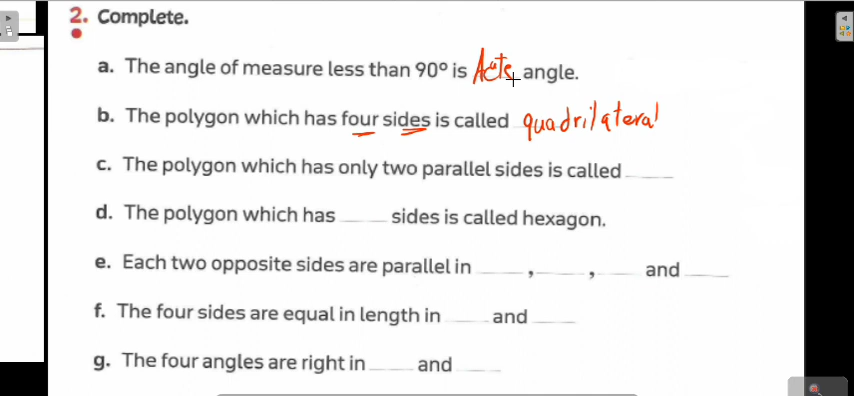 2. Complete.
a. The angle of measure less than 90° is Acute angle.
b. The polygon which has four sides is called quadrilateral
c. The polygon which has only two parallel sides is called
d. The polygon which has ____ sides is called hexagon.
e. Each two opposite sides are parallel in ____ , ____ , ____ and ____
f. The four sides are equal in length in ____ and ____
g. The four angles are right in ____ and ____